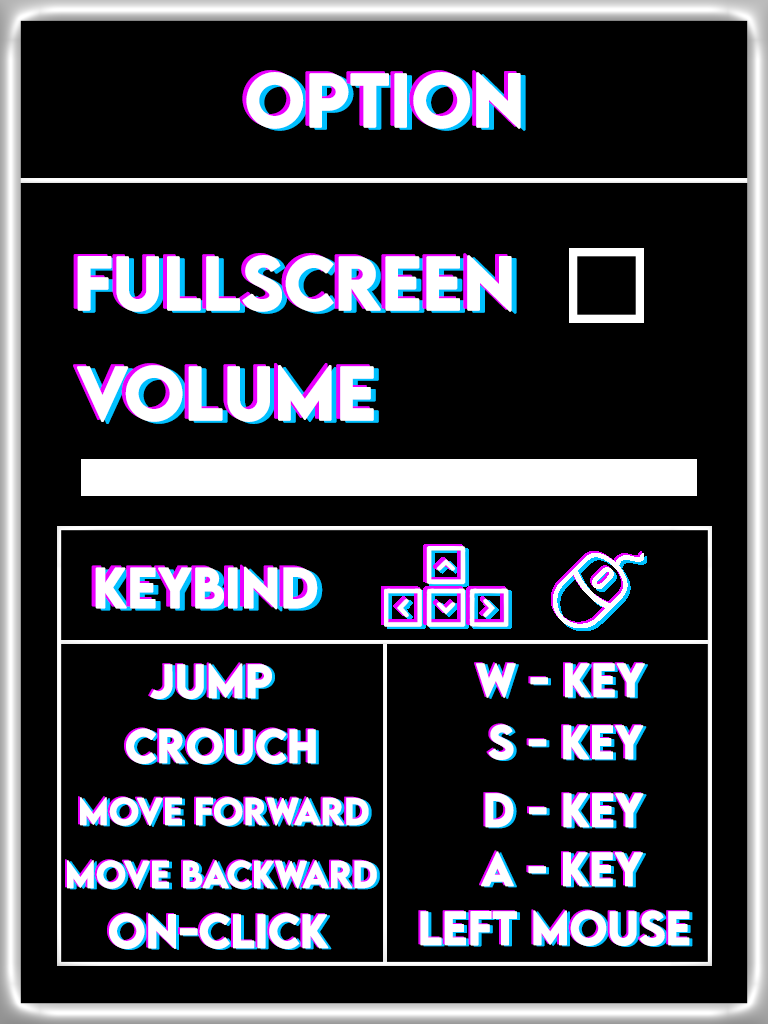 OPTION
FULLSCREEN
VOLUME
KEYBIND
JUMP W - KEY
CROUCH S - KEY
MOVE FORWARD D - KEY
MOVE BACKWARD A - KEY
ON-CLICK LEFT MOUSE